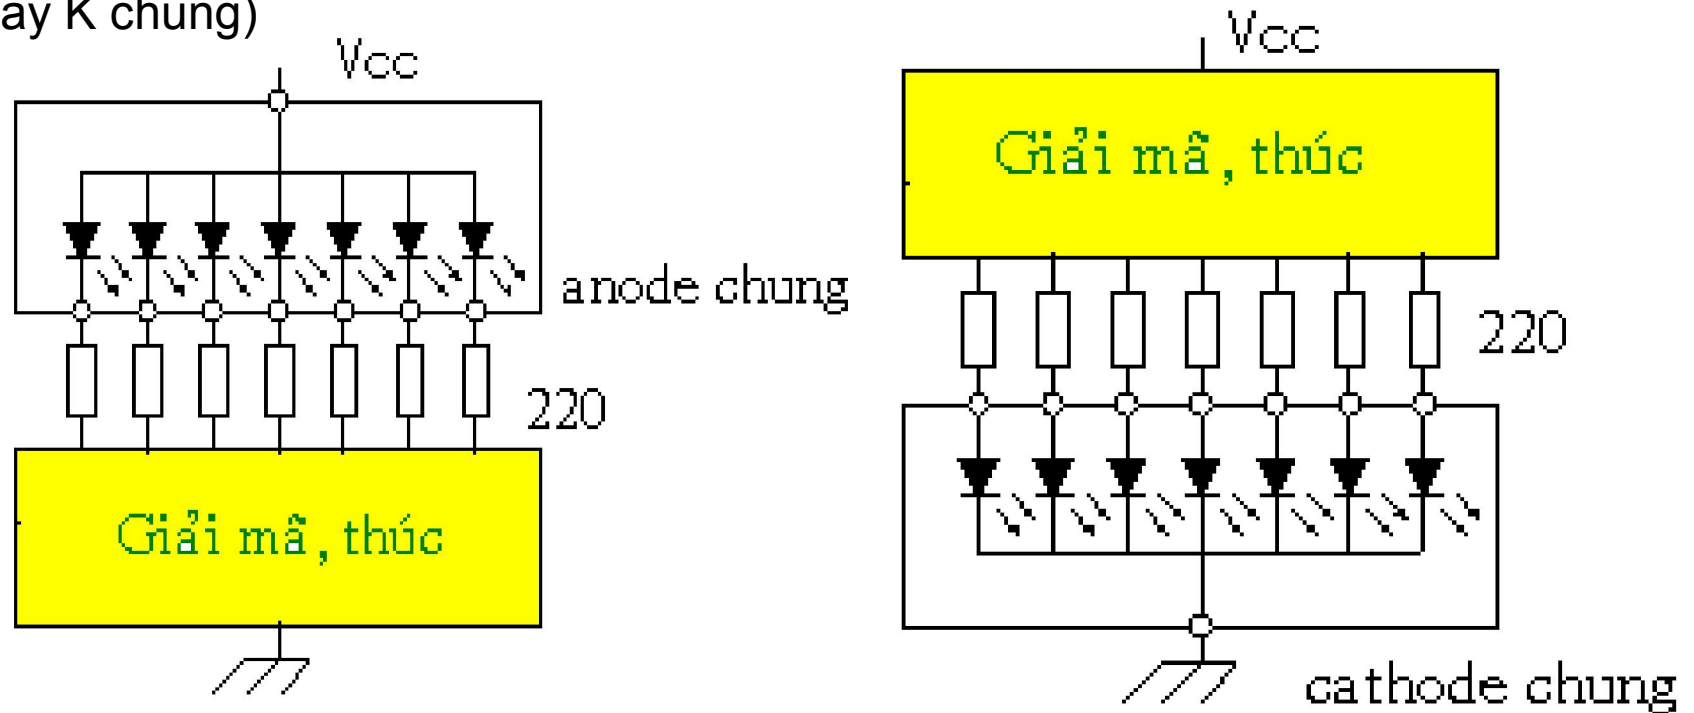 ay K chung)
Vcc
anode chung
220
Giải mã, thúc
Vcc
Giải mã, thúc
220
cathode chung